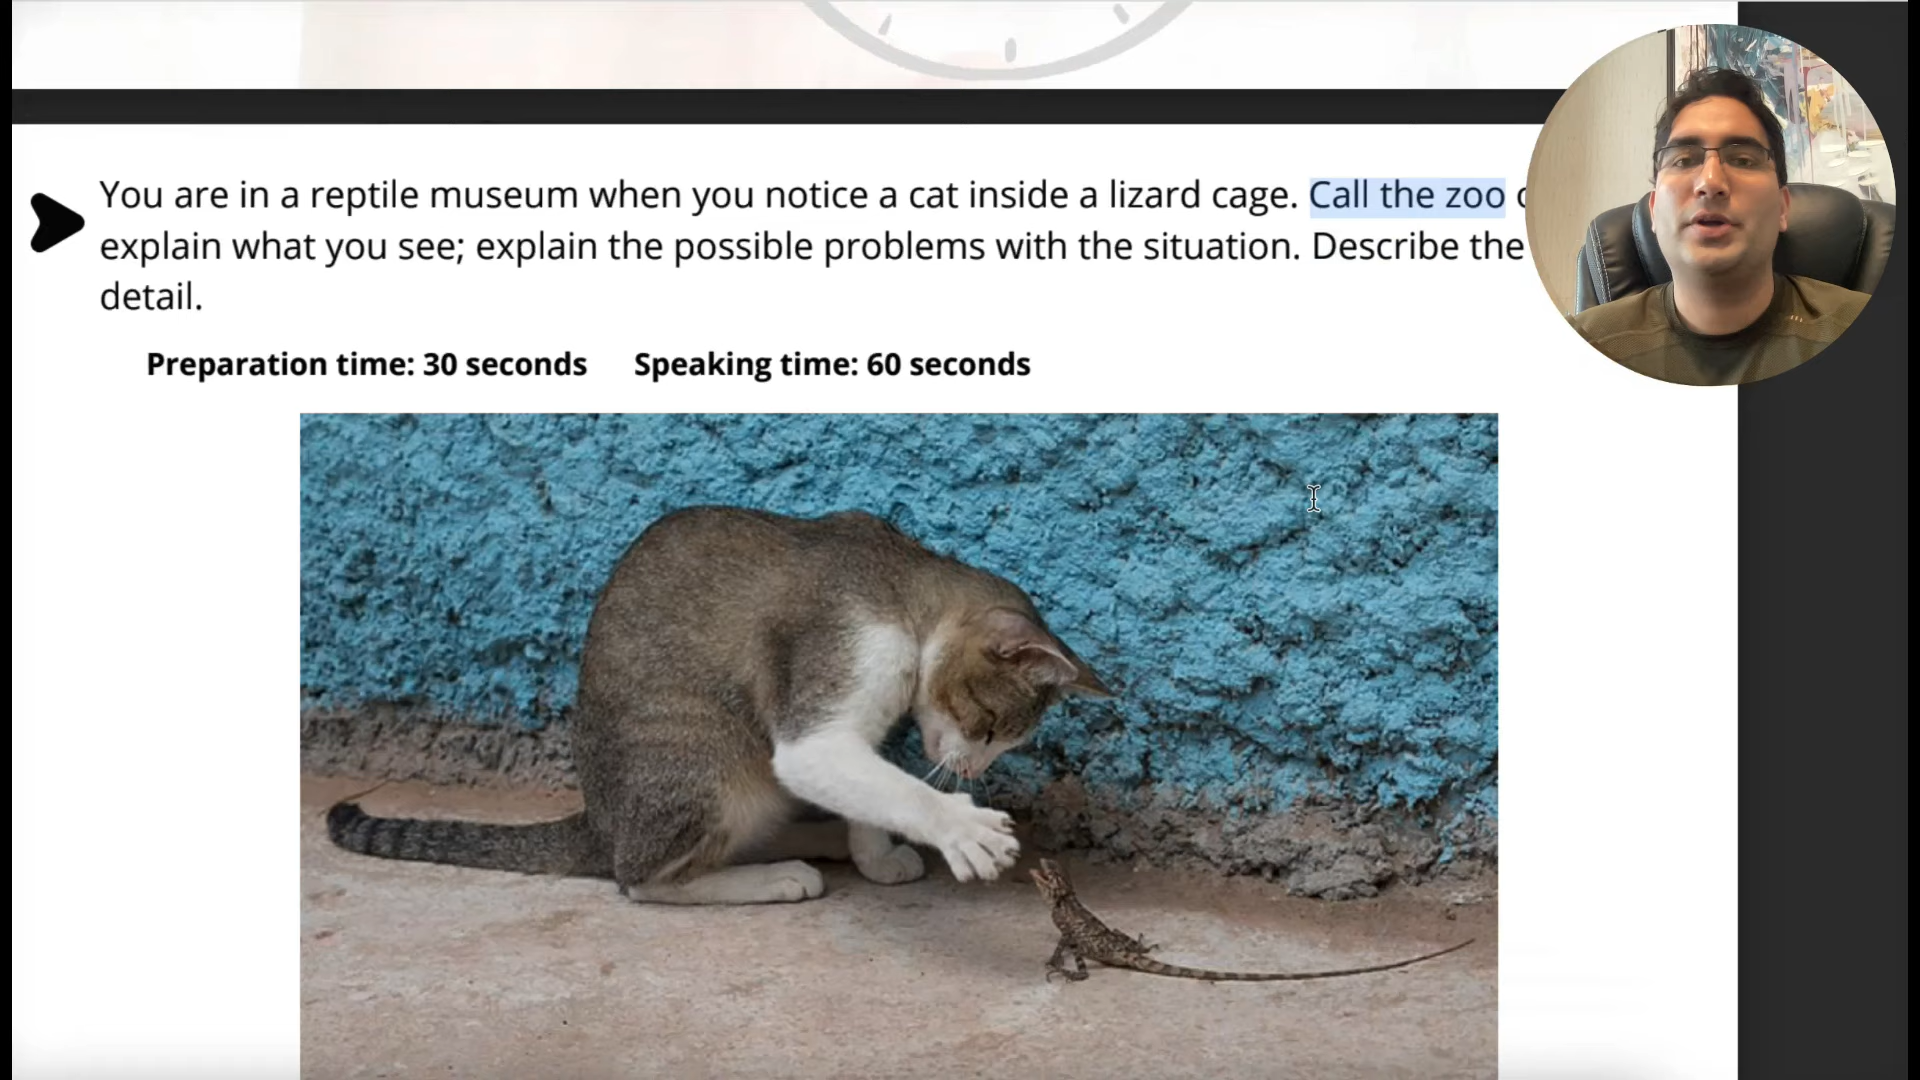 You are in a reptile museum when you notice a cat inside a lizard cage. Call the zoo
explain what you see; explain the possible problems with the situation. Describe the
detail.
Preparation time: 30 seconds Speaking time: 60 seconds